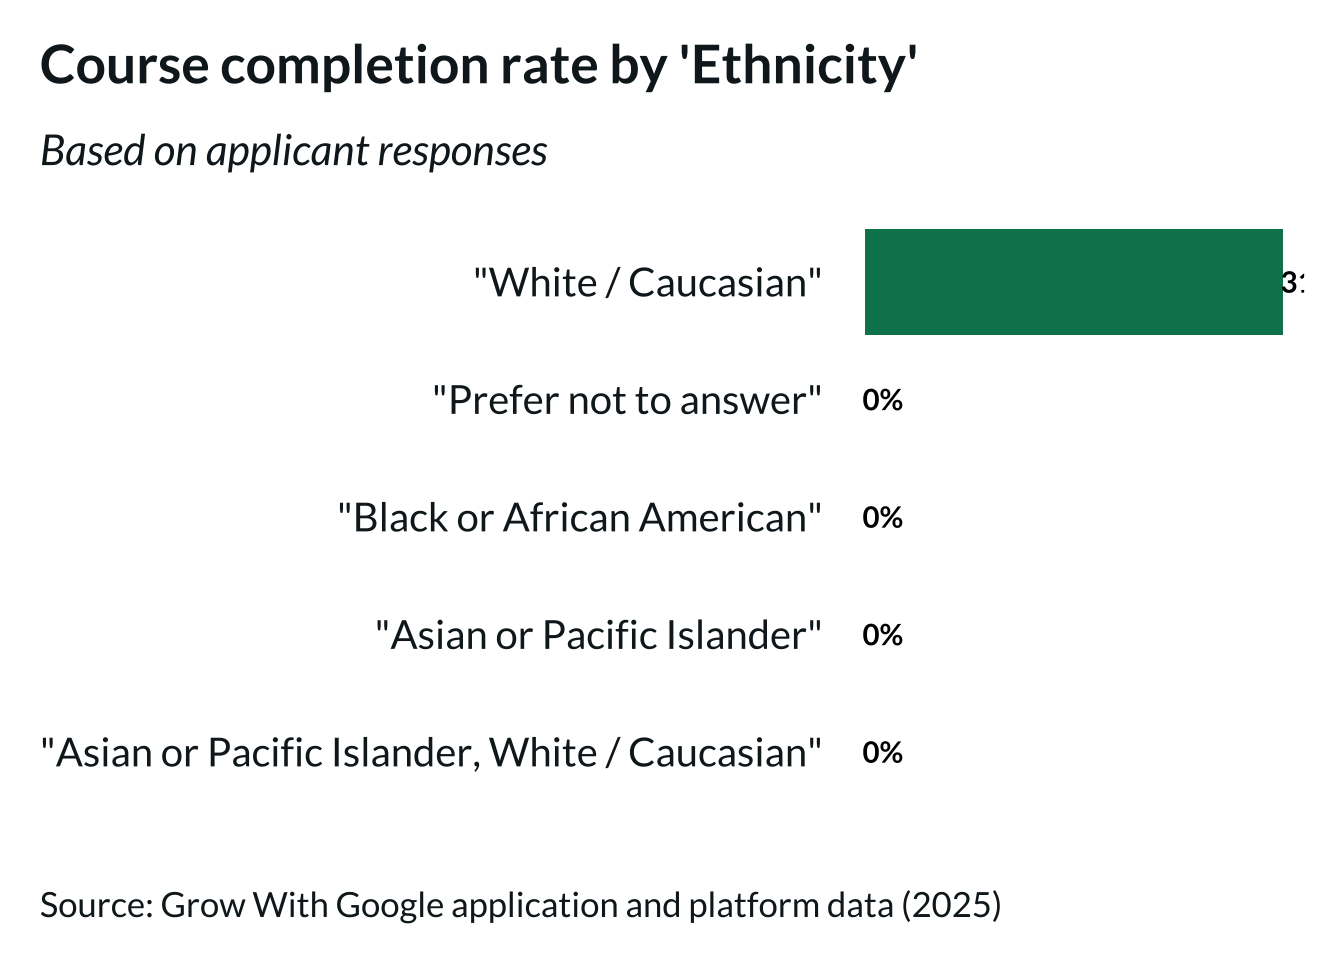 Course completion rate by 'Ethnicity'
Based on applicant responses
"White / Caucasian"
"Prefer not to answer" 0%
"Black or African American" 0%
"Asian or Pacific Islander" 0%
"Asian or Pacific Islander, White / Caucasian" 0%
Source: Grow With Google application and platform data (2025)